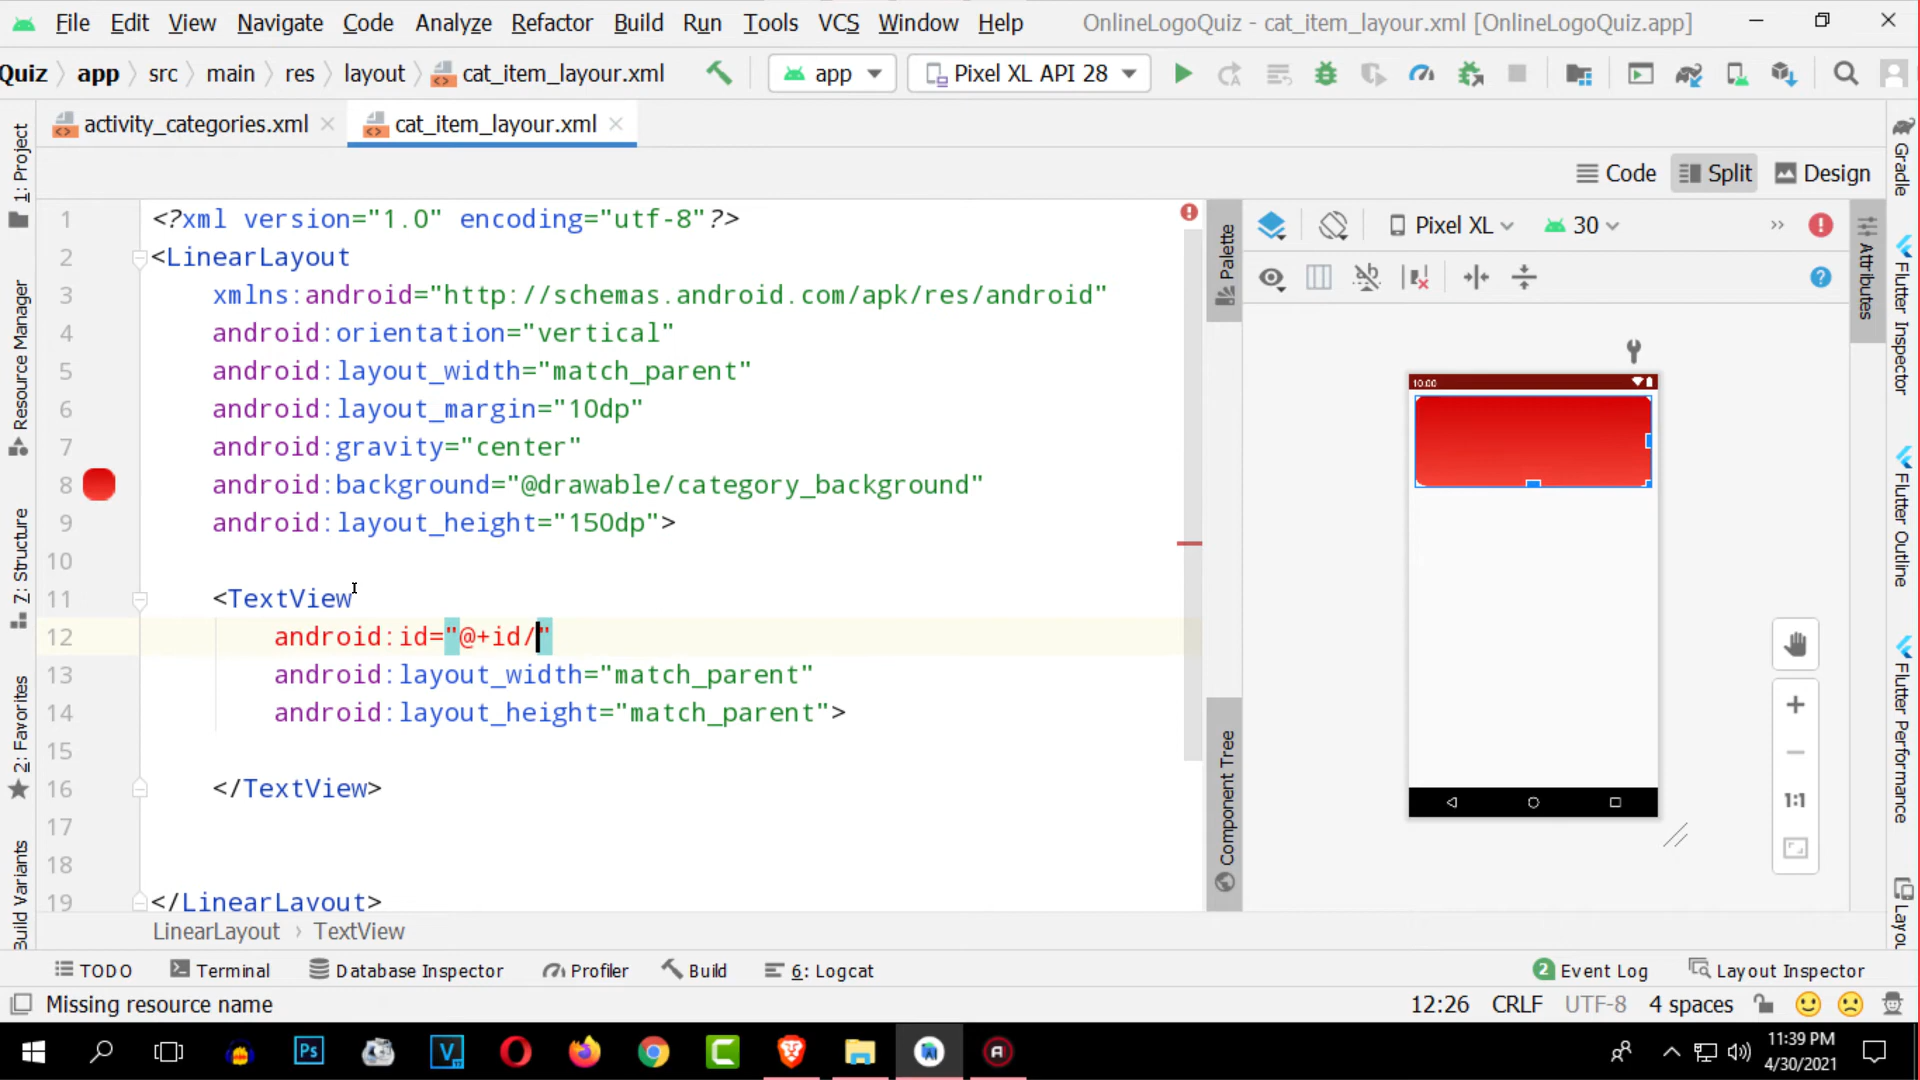 File Edit View Navigate Code Analyze Refactor Build Run Tools VCS Window Help OnlineLogoQuiz - cat_item_layour.xml [OnlineLogoQuiz.app]
Quiz app src main res layout cat_item_layour.xml app Pixel XL API 28
activity_categories.xml cat_item_layour.xml
Code Split Design
1: Project
Resource Manager
7: Structure
2: Favorites
Build Variants
1 <?xml version="1.0" encoding="utf-8"?>
2 <LinearLayout
3 xmlns:android="http://schemas.android.com/apk/res/android"
4 android:orientation="vertical"
5 android:layout_width="match_parent"
6 android:layout_margin="10dp"
7 android:gravity="center"
8 android:background="@drawable/category_background"
9 android:layout_height="150dp">
10
11 <TextView
12 android:id="@+id/"
13 android:layout_width="match_parent"
14 android:layout_height="match_parent">
15
16 </TextView>
17
18
19 </LinearLayout>
Palette
Component Tree
Pixel XL 30
10:00
1:1
Attributes
Gradle
Flutter Inspector
Flutter Outline
Flutter Performance
Layou
LinearLayout › TextView
TODO Terminal Database Inspector Profiler Build 6: Logcat 2 Event Log Layout Inspector
Missing resource name 12:26 CRLF UTF-8 4 spaces
Ps
11:39 PM
4/30/2021